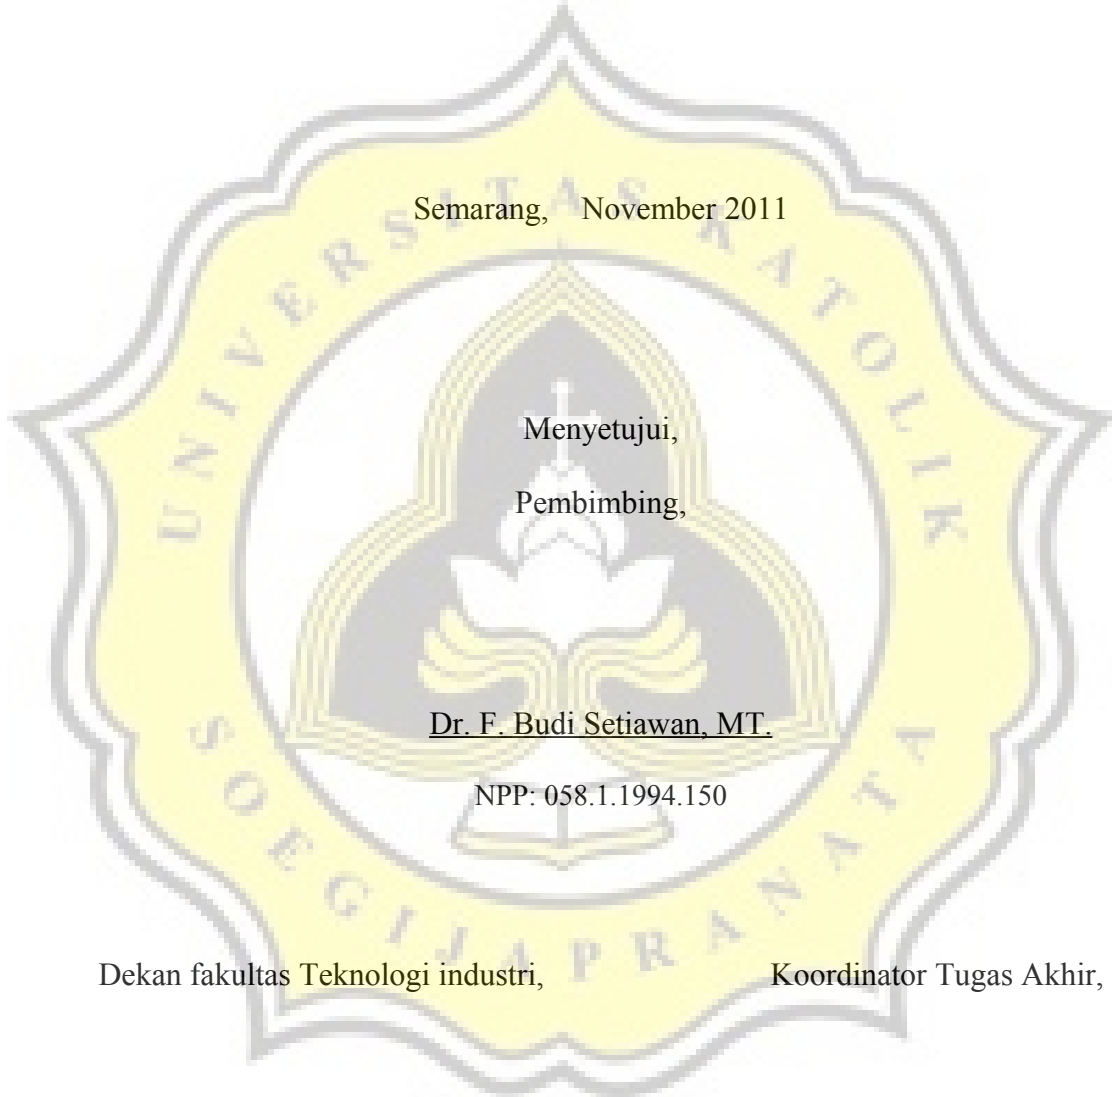 Semarang, November 2011
Menyetujui,
Pembimbing,
Dr. F. Budi Setiawan, MT.
NPP: 058.1.1994.150
Dekan fakultas Teknologi industri, Koordinator Tugas Akhir,
UNIVERSITAS KATOLIK
SOEGIJAPRANATA